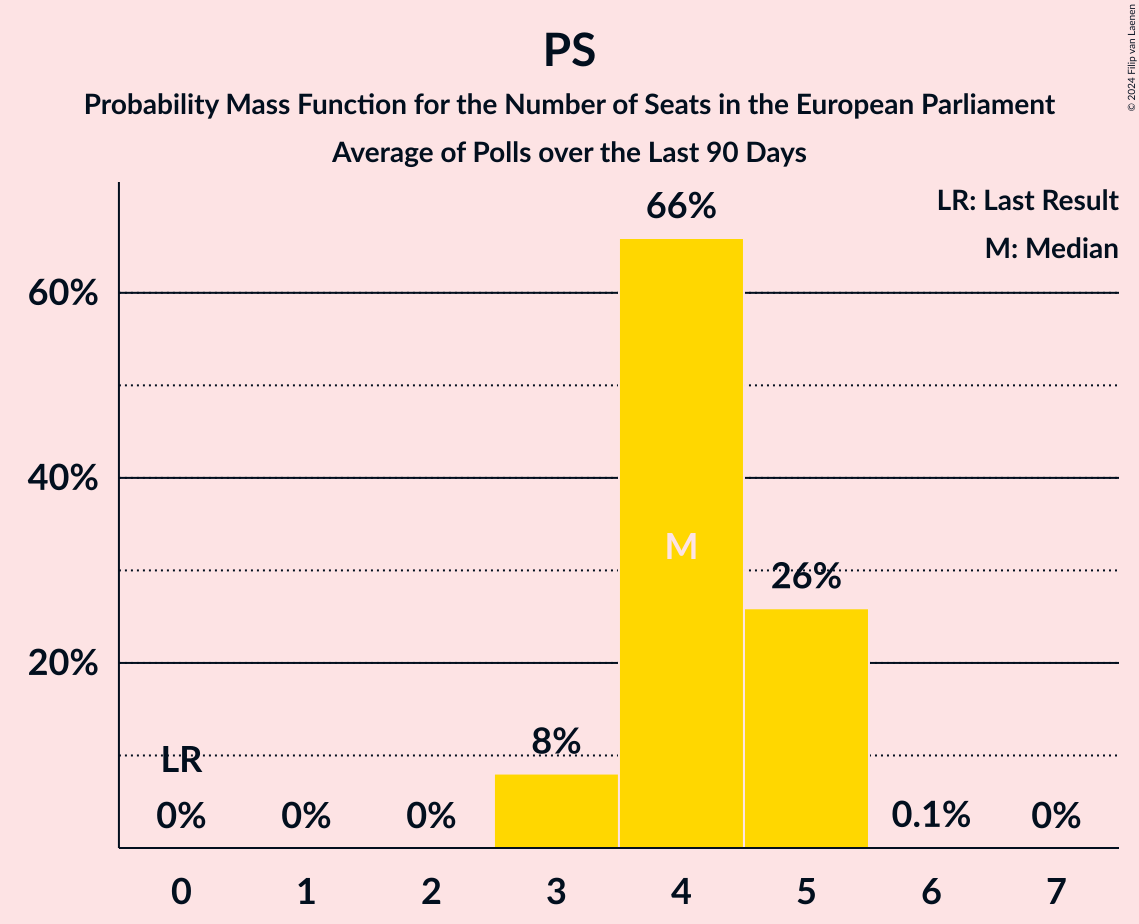 PS
Probability Mass Function for the Number of Seats in the European Parliament
Average of Polls over the Last 90 Days
© 2024 Filip van Laenen
LR: Last Result
M: Median
66%
60%
40%
M
26%
20%
8%
LR
0% 0% 0% 0.1% 0%
0 1 2 3 4 5 6 7